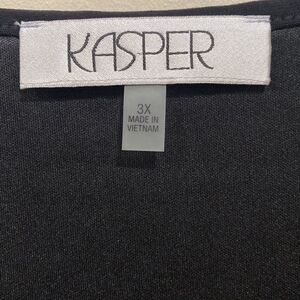 KASPER
3X
MADE IN
VIETNAM